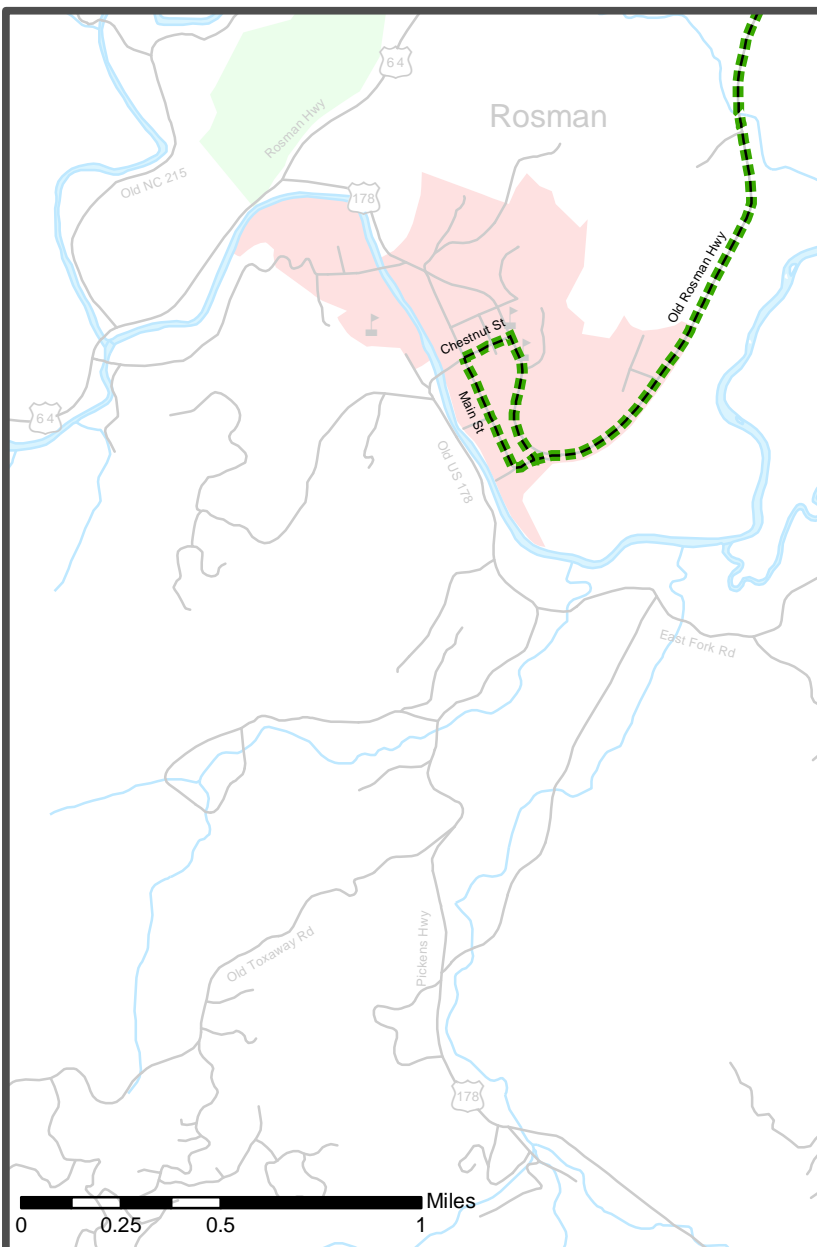 64
Rosman
Rosman Hwy
Old NC 215
178
Old Rosman Hwy
Chestnut St
Main St
64
Old US 178
East Fork Rd
Old Toxaway Rd
Pickens Hwy
178
Miles
0 0.25 0.5 1